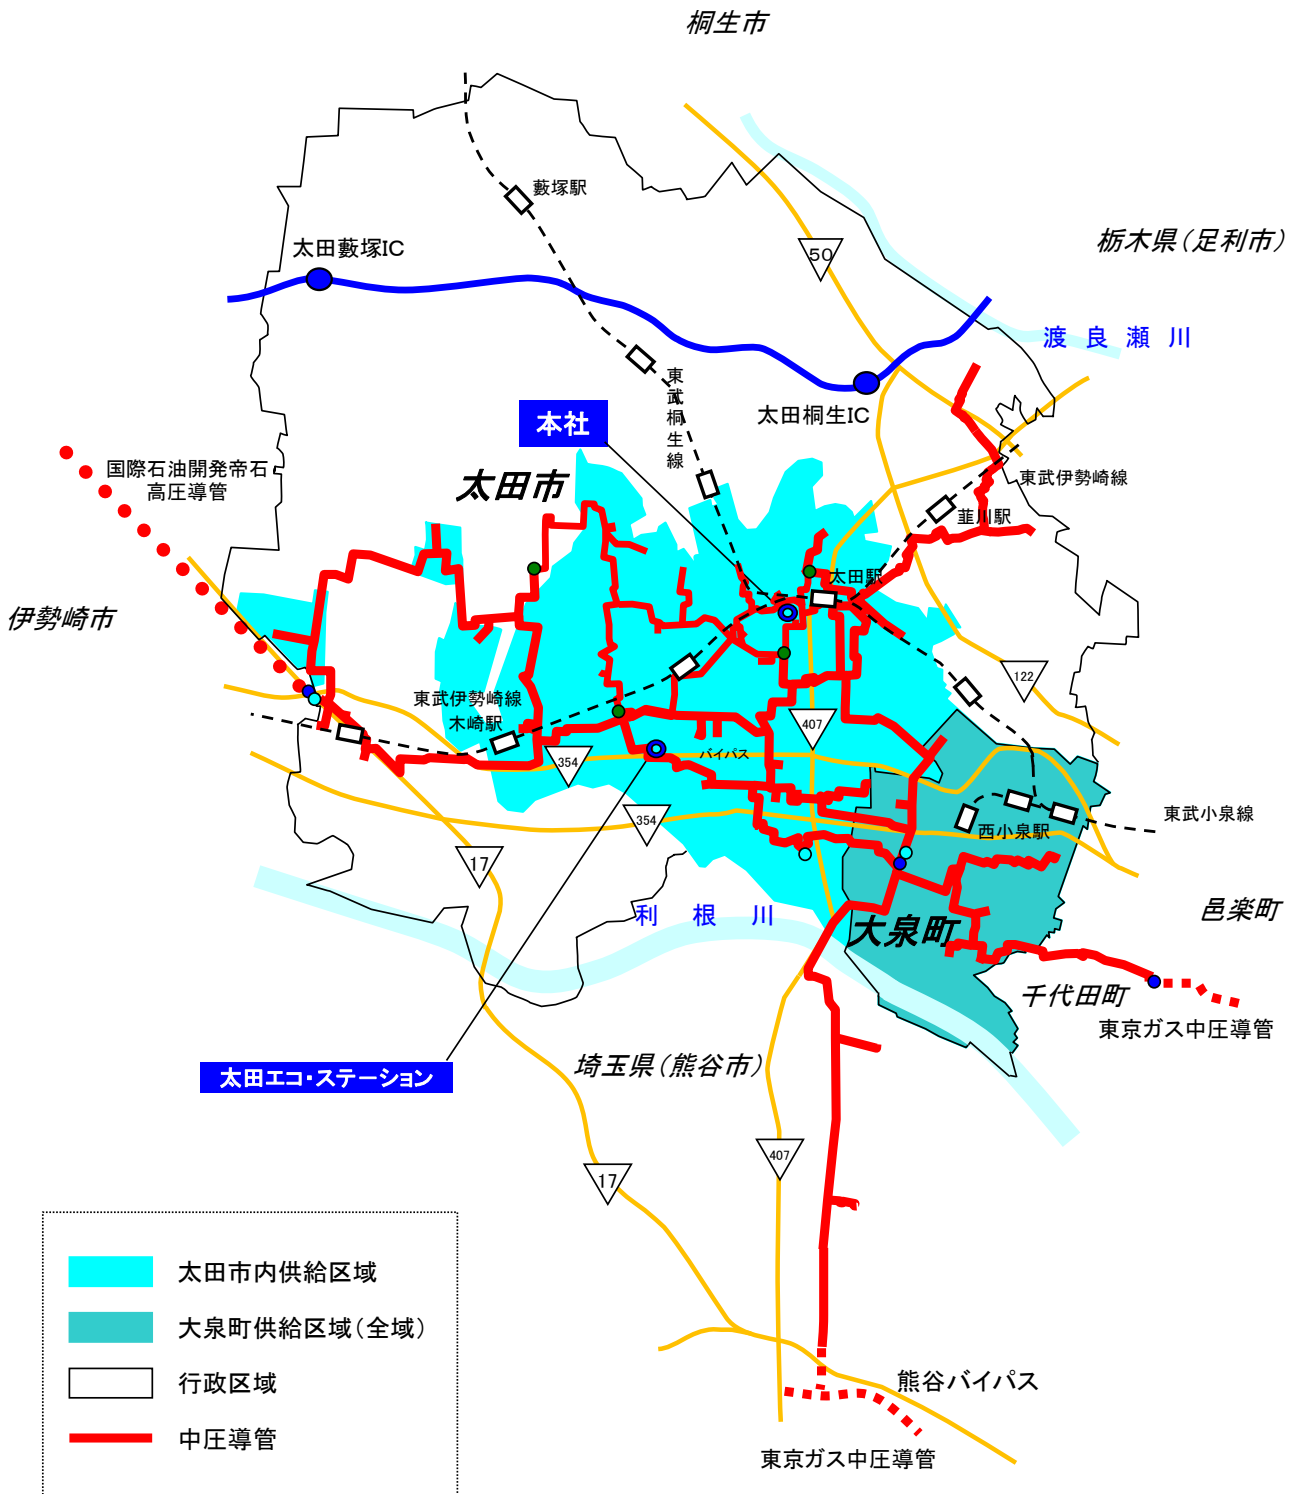 桐生市
藪塚駅
栃木県(足利市)
太田藪塚IC
50
渡良瀬川
東武桐生線
太田桐生IC
本社
国際石油開発帝石
高圧導管
太田市
東武伊勢崎線
韮川駅
太田駅
伊勢崎市
122
東武伊勢崎線
木崎駅
407
354
バイパス
354
東武小泉線
西小泉駅
17
利根川
大泉町
邑楽町
千代田町
東京ガス中圧導管
埼玉県(熊谷市)
太田エコ・ステーション
407
17
太田市内供給区域
大泉町供給区域(全域)
行政区域
中圧導管
熊谷バイパス
東京ガス中圧導管